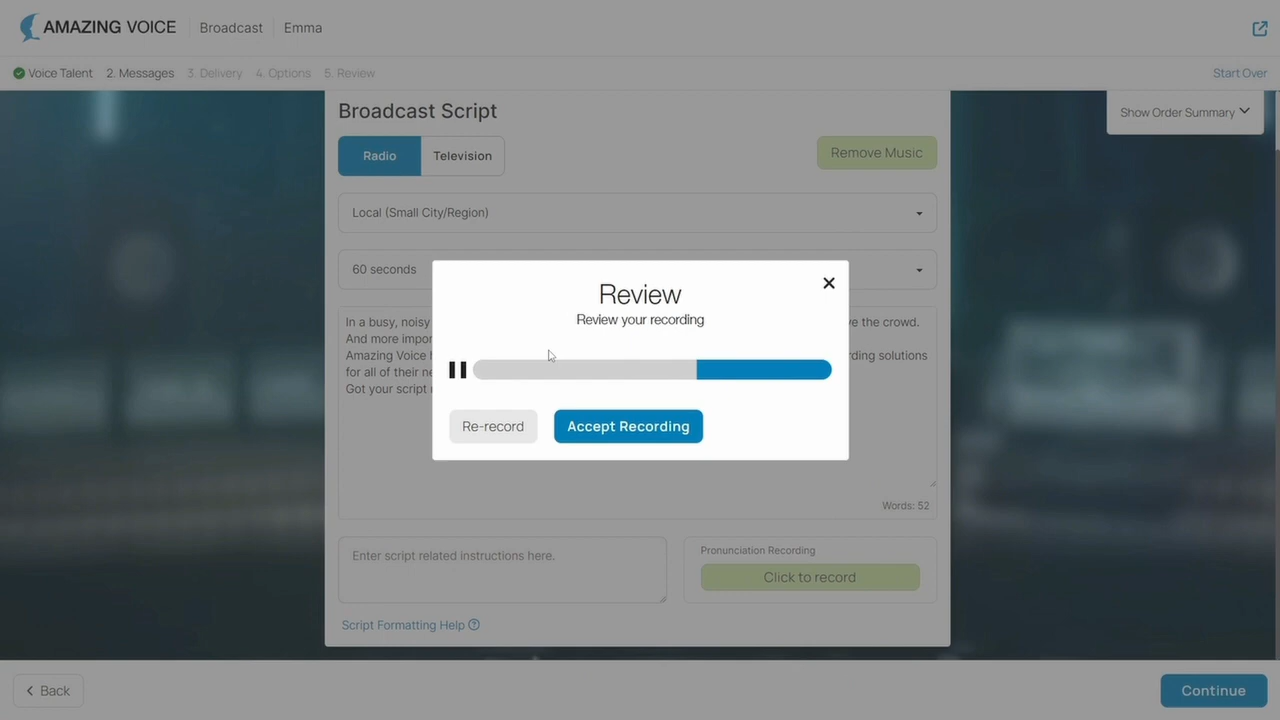 AMAZING VOICE Broadcast Emma
Voice Talent 2. Messages 3. Delivery 4. Options 5. Review Start Over
Show Order Summary
Broadcast Script
Radio Television Remove Music
Local (Small City/Region)
60 seconds
In a busy, noisy ve the crowd.
And more impor
Amazing Voice rding solutions
for all of their ne
Got your script
Review
Review your recording
Re-record Accept Recording
Words: 52
Enter script related instructions here.
Pronunciation Recording
Click to record
Script Formatting Help
Back Continue